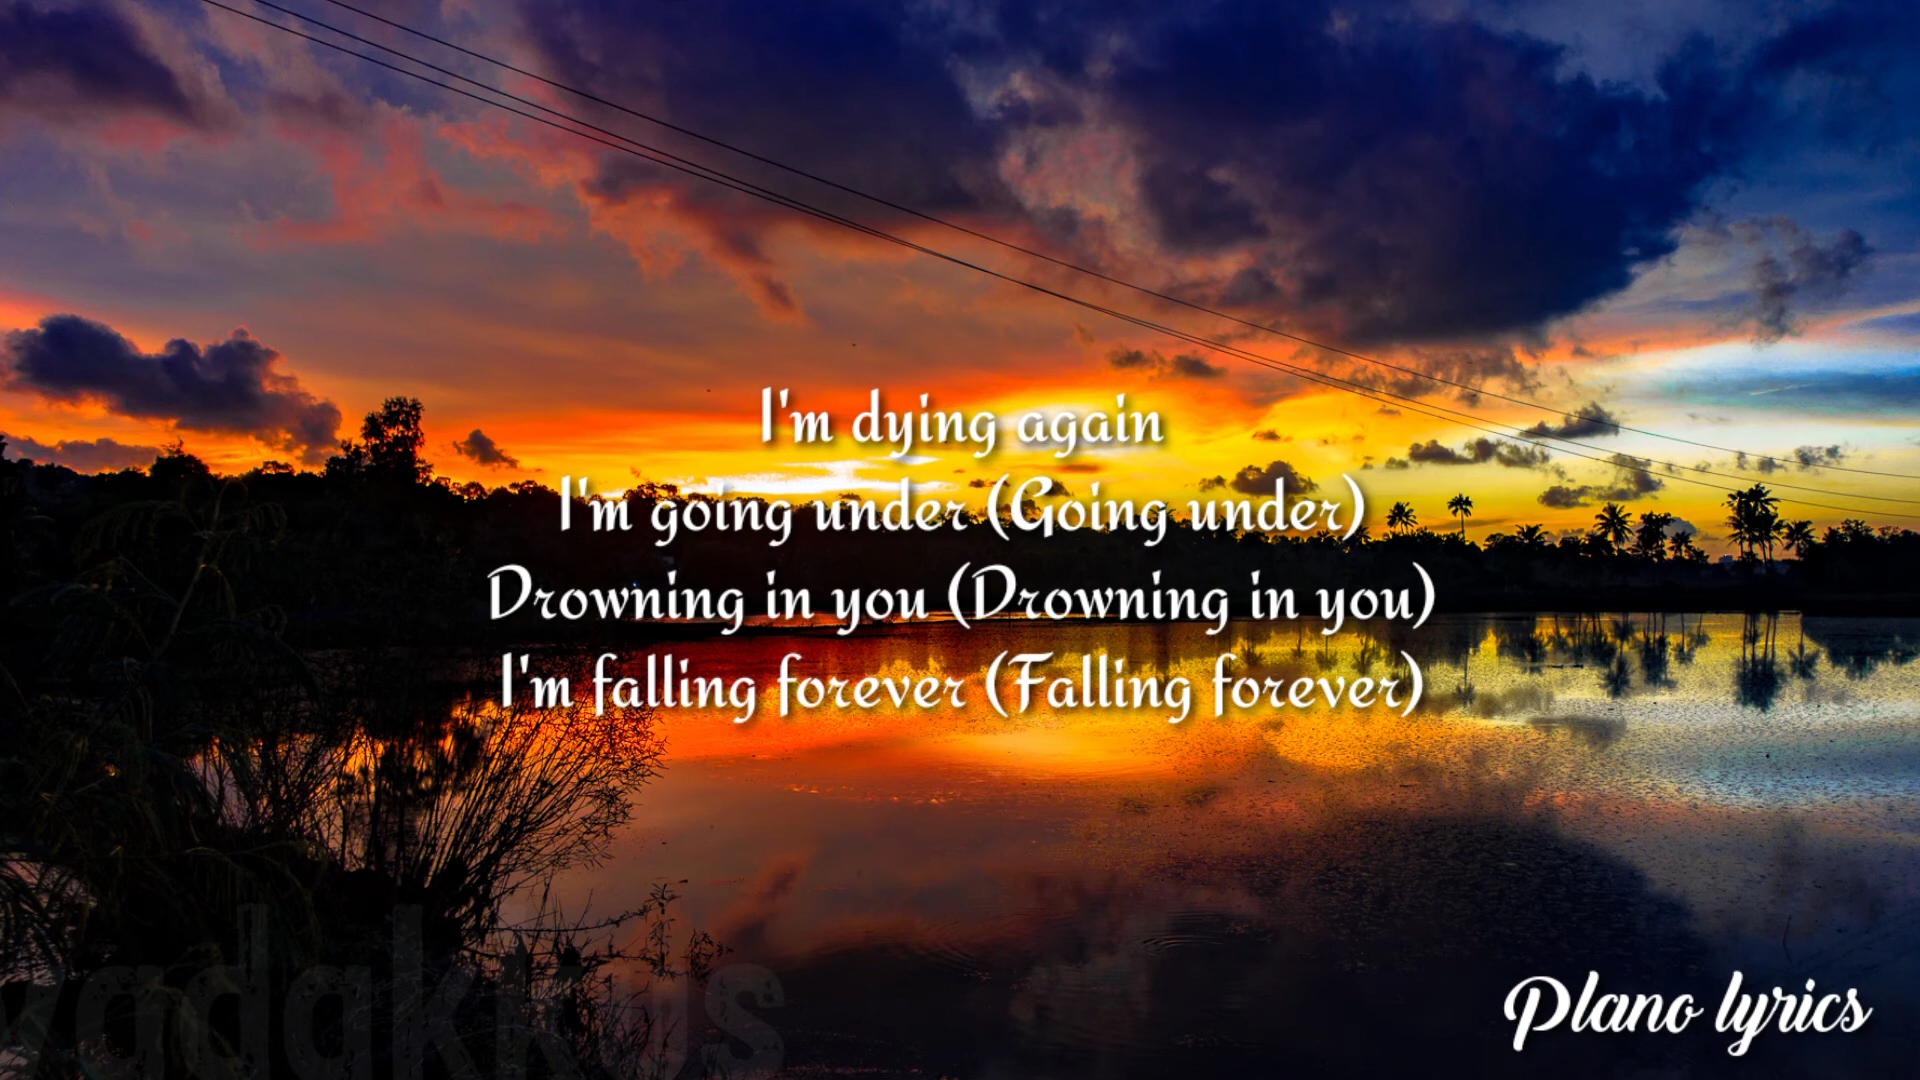 I'm dying again
I'm going under (Going under)
Drowning in you (Drowning in you)
I'm falling forever (Falling forever)
Plano lyrics